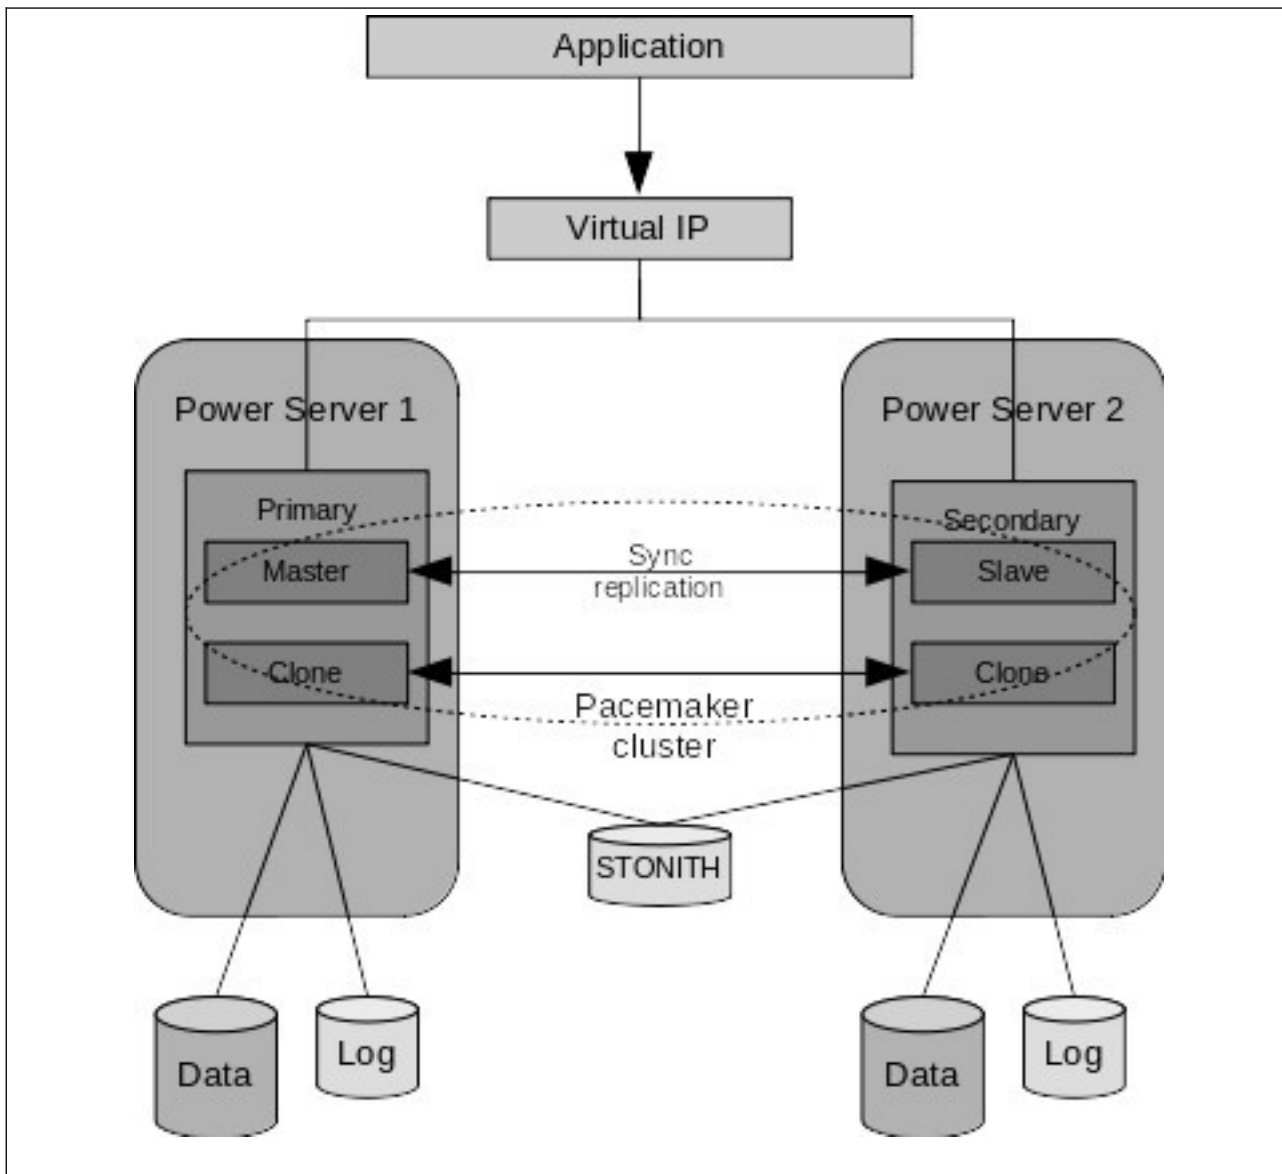 Application
Virtual IP
Power Server 1
Power Server 2
Primary
Secondary
Master
Sync
replication
Slave
Clone
Clone
Pacemaker
cluster
STONITH
Data
Log
Data
Log